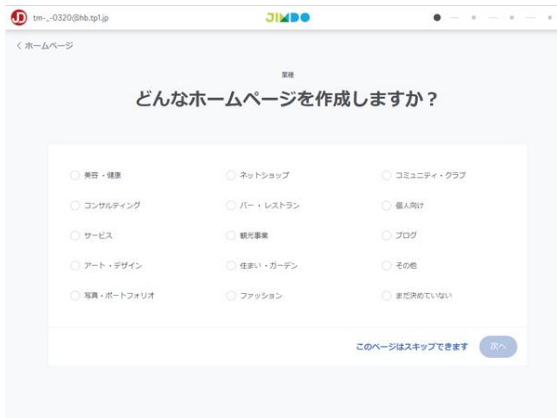 tm-_-0320@hb.tp1.jp
JIMDO
ホームページ
業種
どんなホームページを作成しますか？
美容・健康
ネットショップ
コミュニティ・クラブ
コンサルティング
バー・レストラン
個人向け
サービス
観光事業
ブログ
アート・デザイン
住まい・ガーデン
その他
写真・ポートフォリオ
ファッション
まだ決めていない
このページはスキップできます
次へ